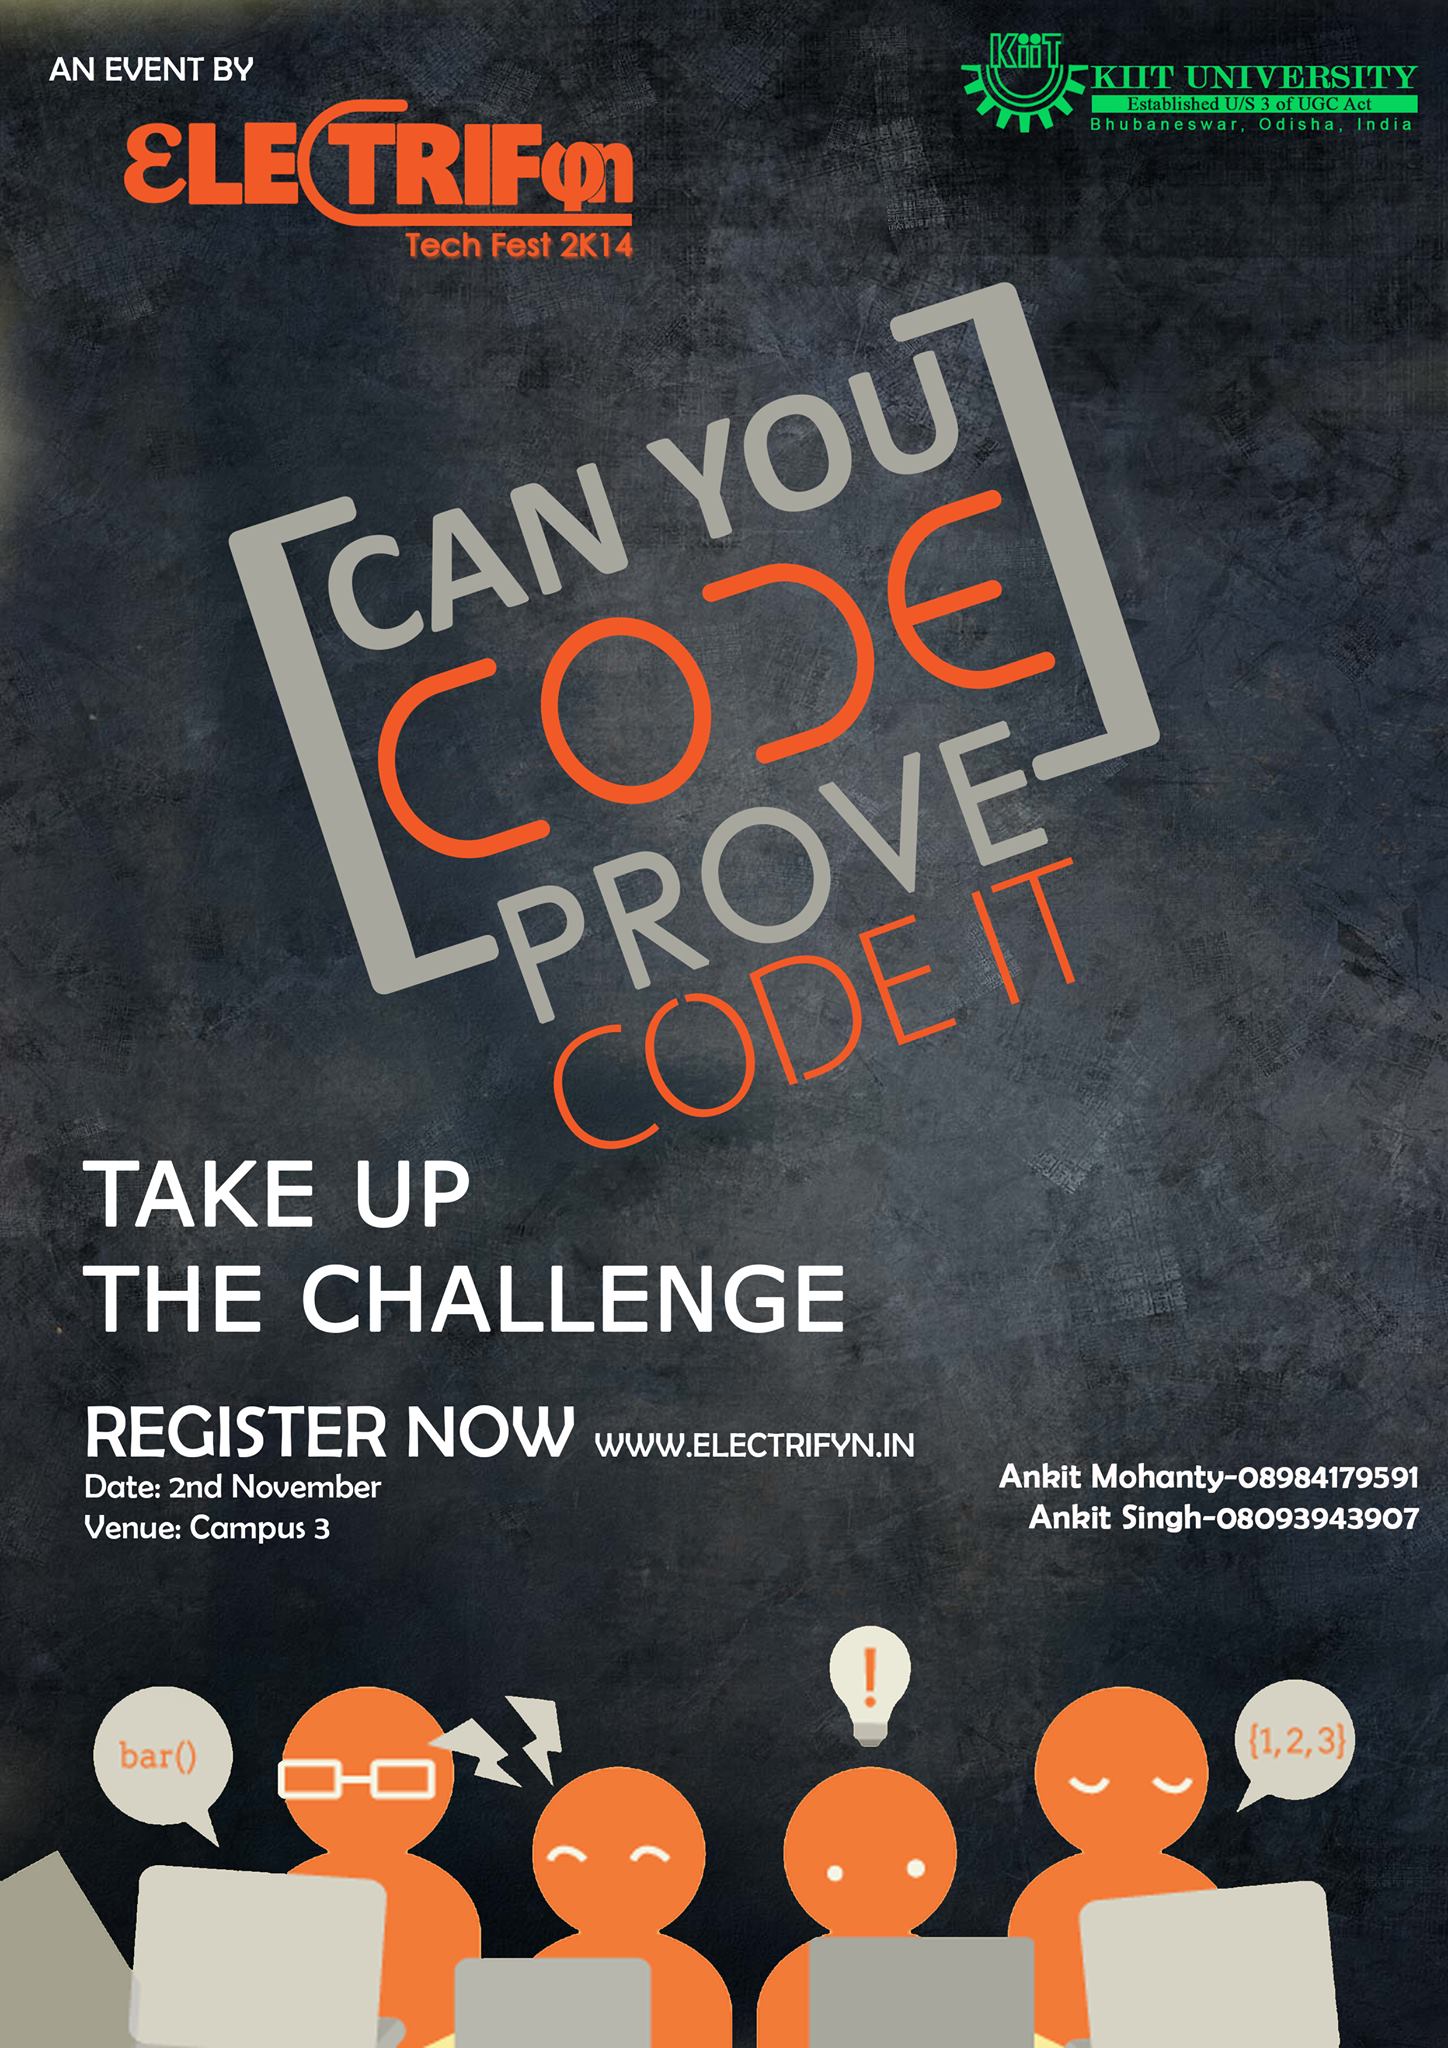 AN EVENT BY
ƐLECTRIFφn
Tech Fest 2K14
KiiT
KIIT UNIVERSITY
Established U/S 3 of UGC Act
Bhubaneswar, Odisha, India
CAN YOU
CODE
PROVE
CODE IT
TAKE UP
THE CHALLENGE
REGISTER NOW WWW.ELECTRIFYN.IN
Date: 2nd November
Venue: Campus 3
Ankit Mohanty-08984179591
Ankit Singh-08093943907
!
bar()
{1, 2, 3}